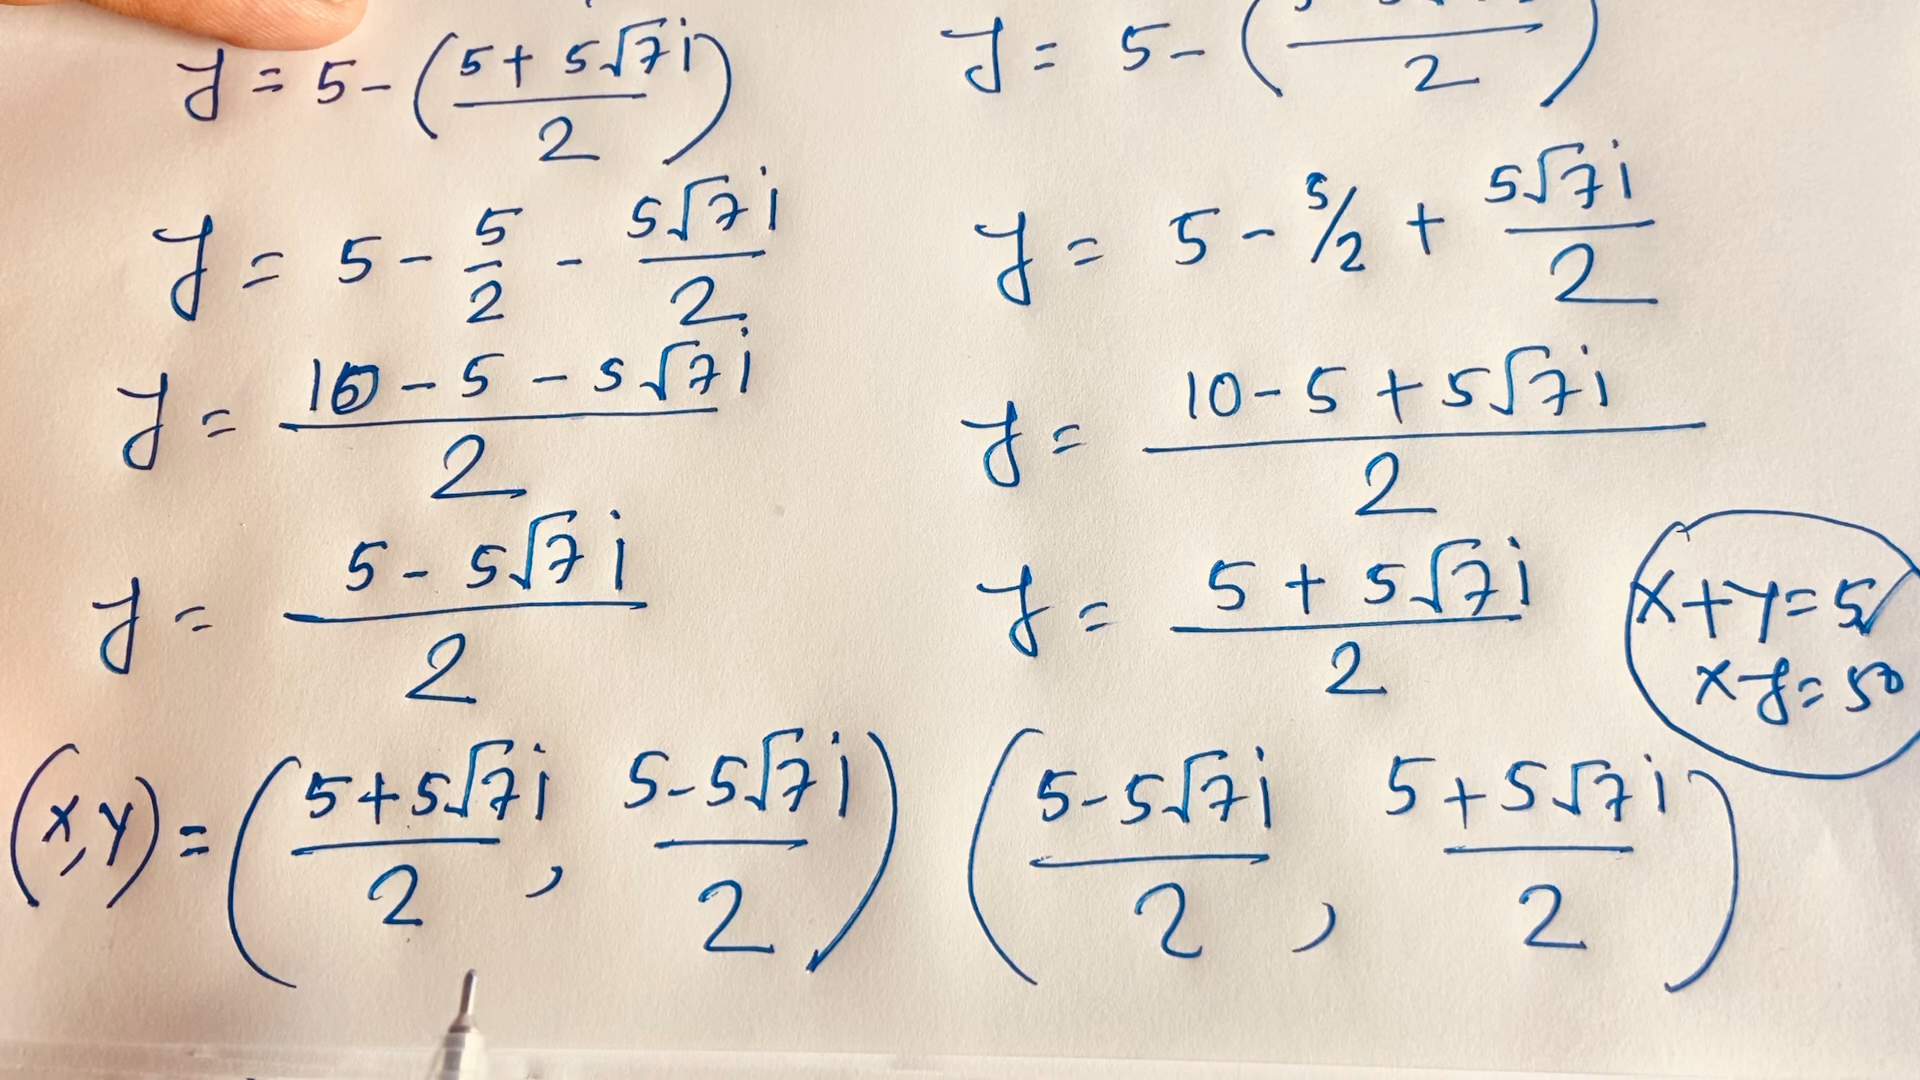 y = 5 - (5 + 5√7i / 2)
y = 5 - 5/2 - 5√7i / 2
y = 10 - 5 - 5√7i / 2
y = 5 - 5√7i / 2
y = 5 - ( / 2)
y = 5 - 5/2 + 5√7i / 2
y = 10 - 5 + 5√7i / 2
y = 5 + 5√7i / 2
x + y = 5
xy = 50
(x, y) = (5 + 5√7i / 2, 5 - 5√7i / 2) (5 - 5√7i / 2, 5 + 5√7i / 2)